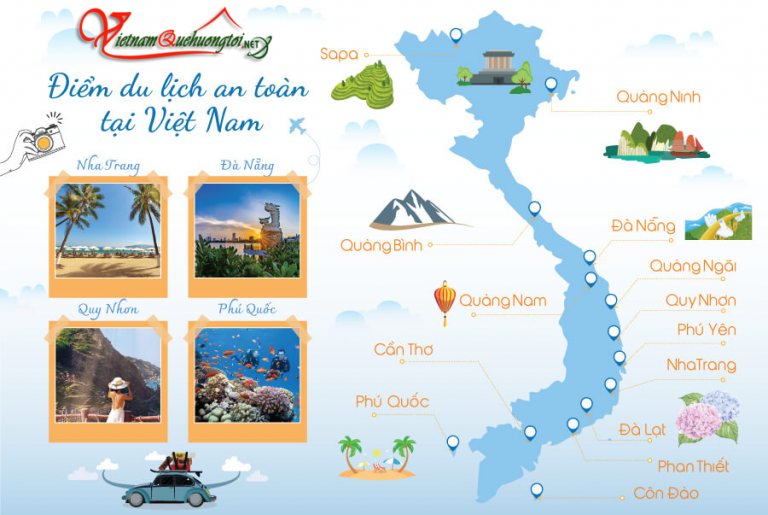 VietnamQuehuongtoi.NET
Điểm du lịch an toàn
tại Việt Nam
Nha Trang
Đà Nẵng
Quy Nhơn
Phú Quốc
Sapa
Quảng Ninh
Quảng Bình
Đà Nẵng
Quảng Ngãi
Quảng Nam
Quy Nhơn
Phú Yên
Cần Thơ
NhaTrang
Phú Quốc
Đà Lạt
Phan Thiết
Côn Đảo